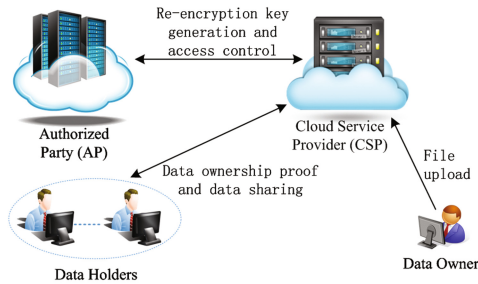 Re-encryption key
generation and
access control
Authorized
Party (AP)
Cloud Service
Provider (CSP)
Data ownership proof
and data sharing
File
upload
Data Holders
Data Owner